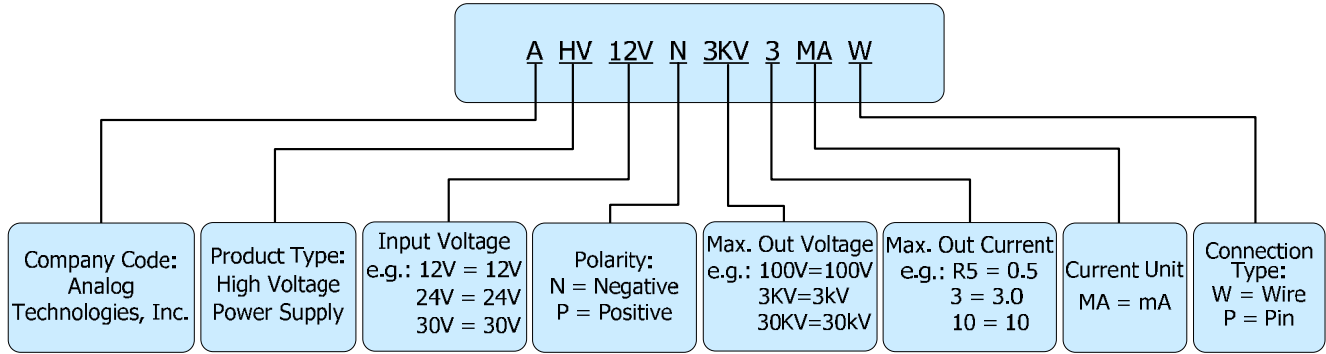 A HV 12V N 3KV 3 MA W
Company Code:
Analog
Technologies, Inc.
Product Type:
High Voltage
Power Supply
Input Voltage
e.g.: 12V = 12V
24V = 24V
30V = 30V
Polarity:
N = Negative
P = Positive
Max. Out Voltage
e.g.: 100V=100V
3KV=3kV
30KV=30kV
Max. Out Current
e.g.: R5 = 0.5
3 = 3.0
10 = 10
Current Unit
MA = mA
Connection
Type:
W = Wire
P = Pin